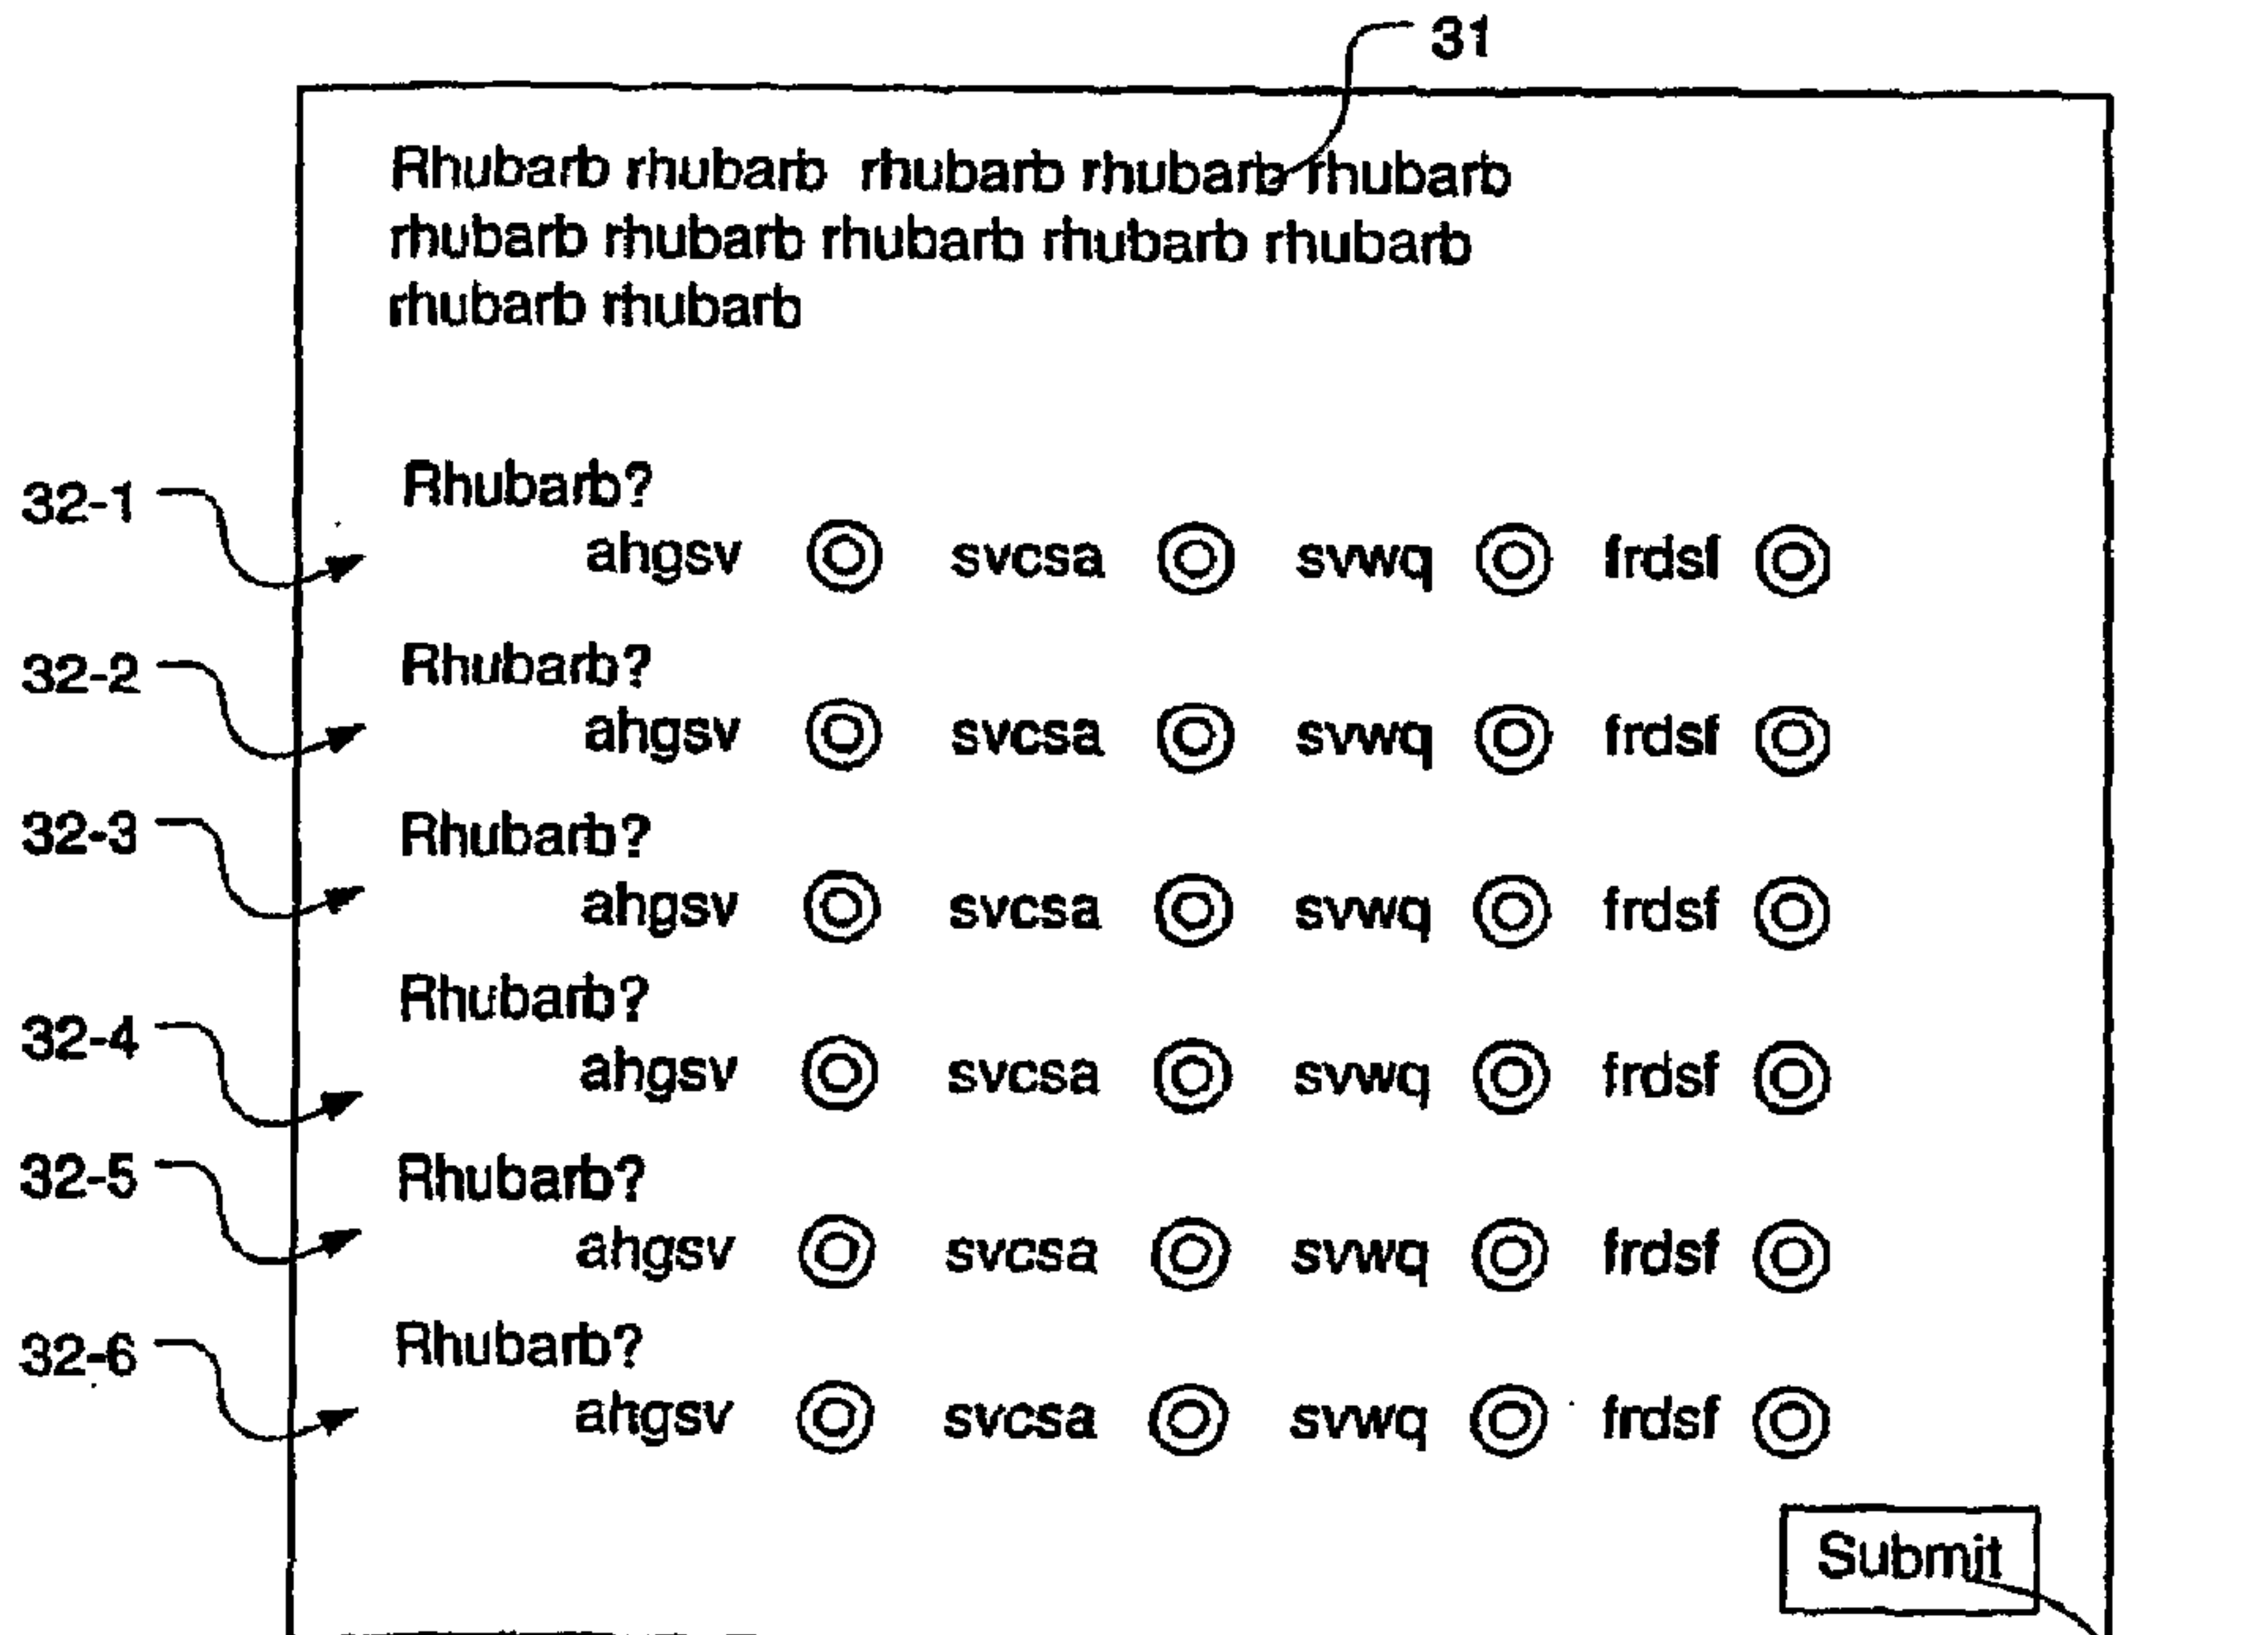 31
Rhubarb rhubarb rhubarb rhubarb rhubarb
rhubarb rhubarb rhubarb rhubarb rhubarb
rhubarb rhubarb
32-1
Rhubarb?
ahgsv svcsa svwq frdsf
32-2
Rhubarb?
ahgsv svcsa svwq frdsf
32-3
Rhubarb?
ahgsv svcsa svwq frdsf
32-4
Rhubarb?
ahgsv svcsa svwq frdsf
32-5
Rhubarb?
ahgsv svcsa svwq frdsf
32-6
Rhubarb?
ahgsv svcsa svwq frdsf
Submit